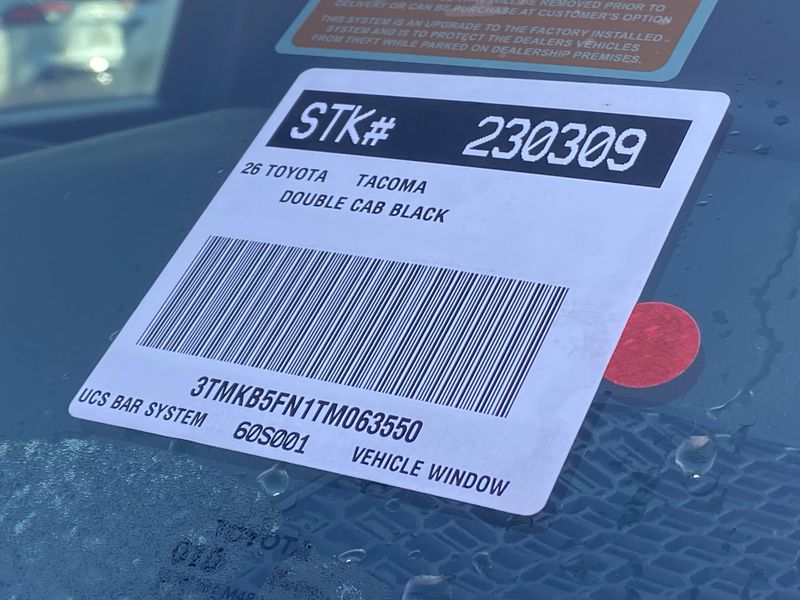 DELIVERY OR CAN BE PURCHASE AT CUSTOMER'S OPTION
THIS SYSTEM IS AN UPGRADE TO THE FACTORY INSTALLED
SYSTEM AND IS TO PROTECT THE DEALERS VEHICLES
FROM THEFT WHILE PARKED ON DEALERSHIP PREMISES.
STK# 230309
26 TOYOTA TACOMA
DOUBLE CAB BLACK
3TMKB5FN1TM063550
UCS BAR SYSTEM 60S001 VEHICLE WINDOW
TOYOTA